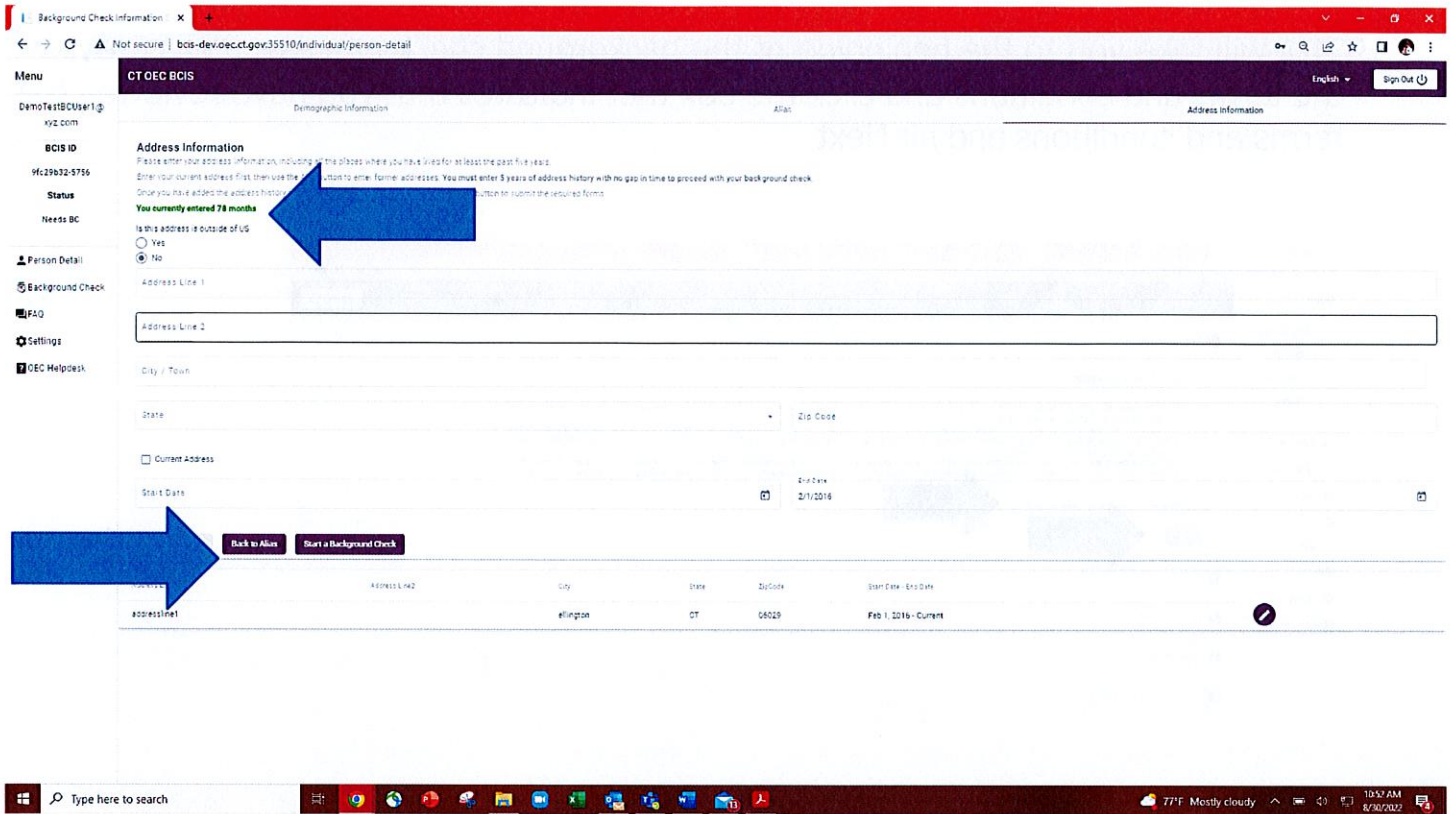 Background Check Information
Not secure | bcis-dev.oec.ct.gov:35510/individual/person-detail
Menu
CT OEC BCIS
English
Sign Out
DemoTestBCUser1@
xyz.com
Demographic Information
Alias
Address Information
BCIS ID
9fc29b32-5756
Status
Needs BC
Person Detail
Background Check
FAQ
Settings
OEC Helpdesk
Address Information
Please enter your address information, including all the places where you have lived for at least the past five years.
Enter your current address first, then use the button to enter former addresses. You must enter 5 years of address history with no gap in time to proceed with your background check.
Once you have added the address history button to submit the required forms
You currently entered 78 months
Is this address is outside of US
Yes
No
Address Line 1
Address Line 2
City / Town
State
Zip Code
Current Address
Start Date
End Date
2/1/2016
Back to Alias
Start a Background Check
Address Line2
City
State
ZipCode
Start Date - End Date
addressline1
ellington
CT
06029
Feb 1, 2016 - Current
Type here to search
77°F Mostly cloudy
10:52 AM
8/30/2022